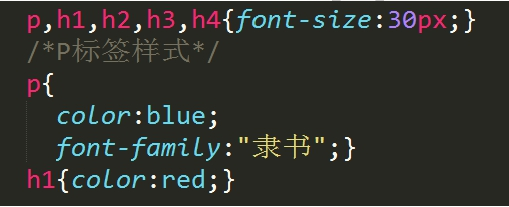 p,h1,h2,h3,h4{font-size:30px;}
/*P标签样式*/
p{
color:blue;
font-family:"隶书";}
h1{color:red;}